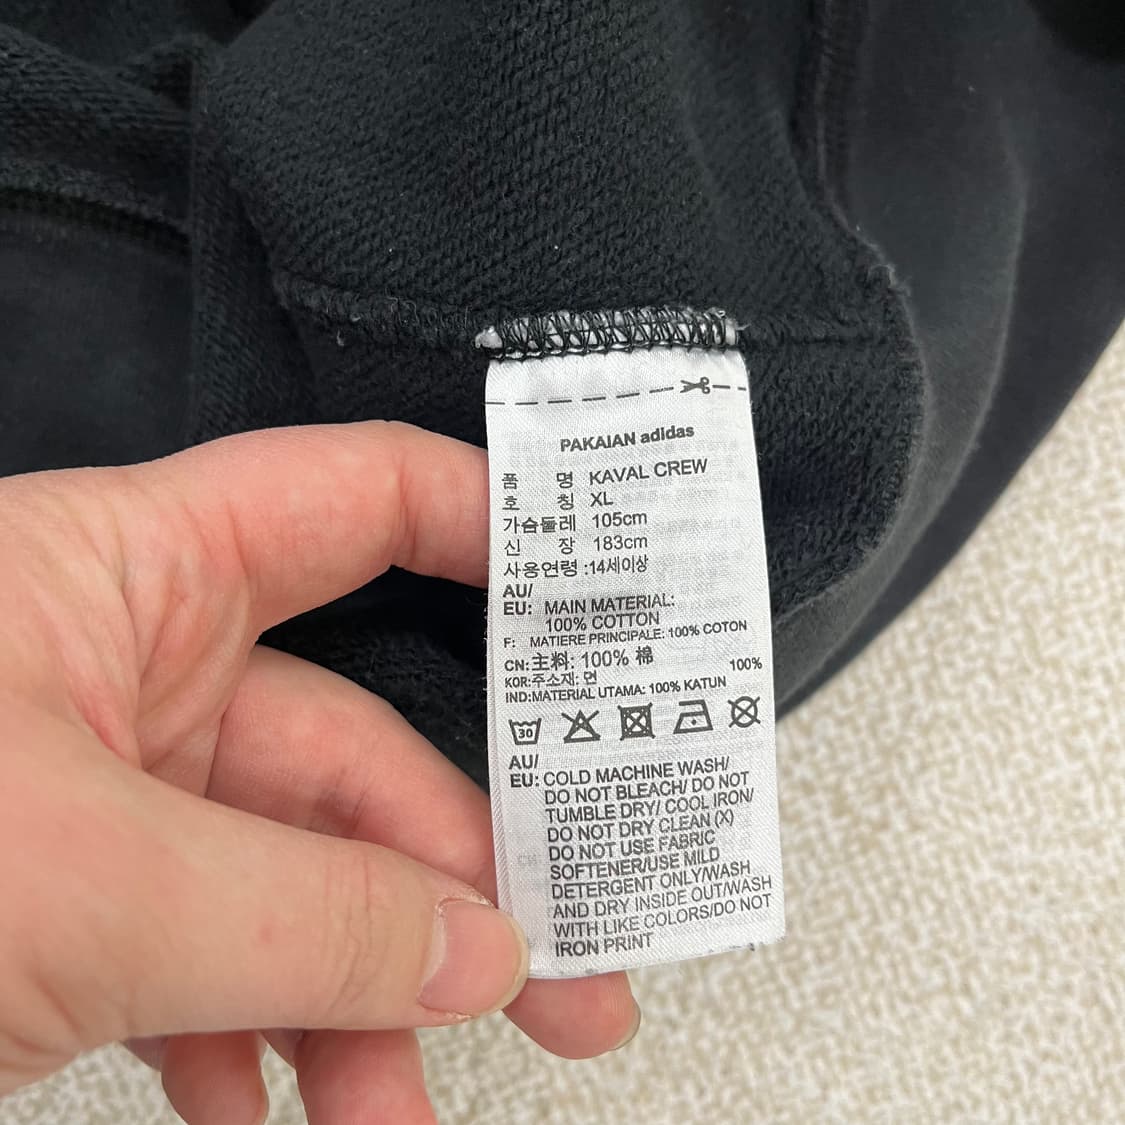 PAKAIAN adidas
품 명 KAVAL CREW
호 칭 XL
가슴둘레 105cm
신 장 183cm
사용연령 :14세이상
AU/
EU: MAIN MATERIAL:
100% COTTON
F: MATIERE PRINCIPALE: 100% COTON
CN:主料: 100% 棉
KOR:주소재: 면 100%
IND:MATERIAL UTAMA: 100% KATUN
30
AU/
EU: COLD MACHINE WASH/
DO NOT BLEACH/ DO NOT
TUMBLE DRY/ COOL IRON/
DO NOT DRY CLEAN (X)
DO NOT USE FABRIC
SOFTENER/USE MILD
DETERGENT ONLY/WASH
AND DRY INSIDE OUT/WASH
WITH LIKE COLORS/DO NOT
IRON PRINT